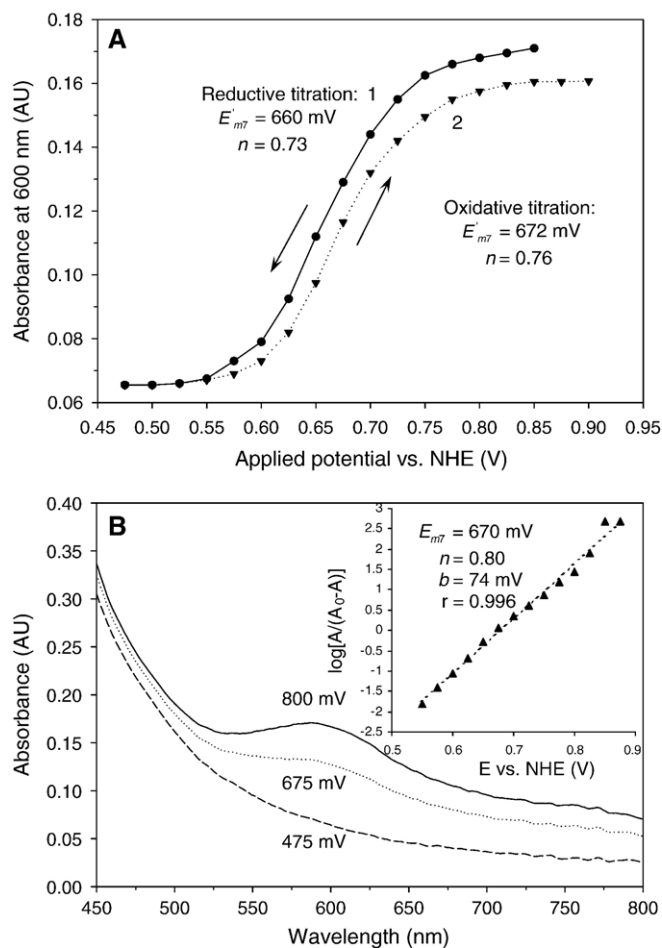 A
Reductive titration: 1
E'm7 = 660 mV
n = 0.73
2
Oxidative titration:
E'm7 = 672 mV
n = 0.76
Absorbance at 600 nm (AU)
0.18
0.16
0.14
0.12
0.10
0.08
0.06
0.45 0.50 0.55 0.60 0.65 0.70 0.75 0.80 0.85 0.90 0.95
Applied potential vs. NHE (V)
B
Absorbance (AU)
0.40
0.35
0.30
0.25
0.20
0.15
0.10
0.05
0.00
800 mV
675 mV
475 mV
450 500 550 600 650 700 750 800
Wavelength (nm)
log[A/(A0-A)]
3
2.5
2
1.5
1
0.5
0
-0.5
-1
-1.5
-2
-2.5
Em7 = 670 mV
n = 0.80
b = 74 mV
r = 0.996
0.5 0.6 0.7 0.8 0.9
E vs. NHE (V)